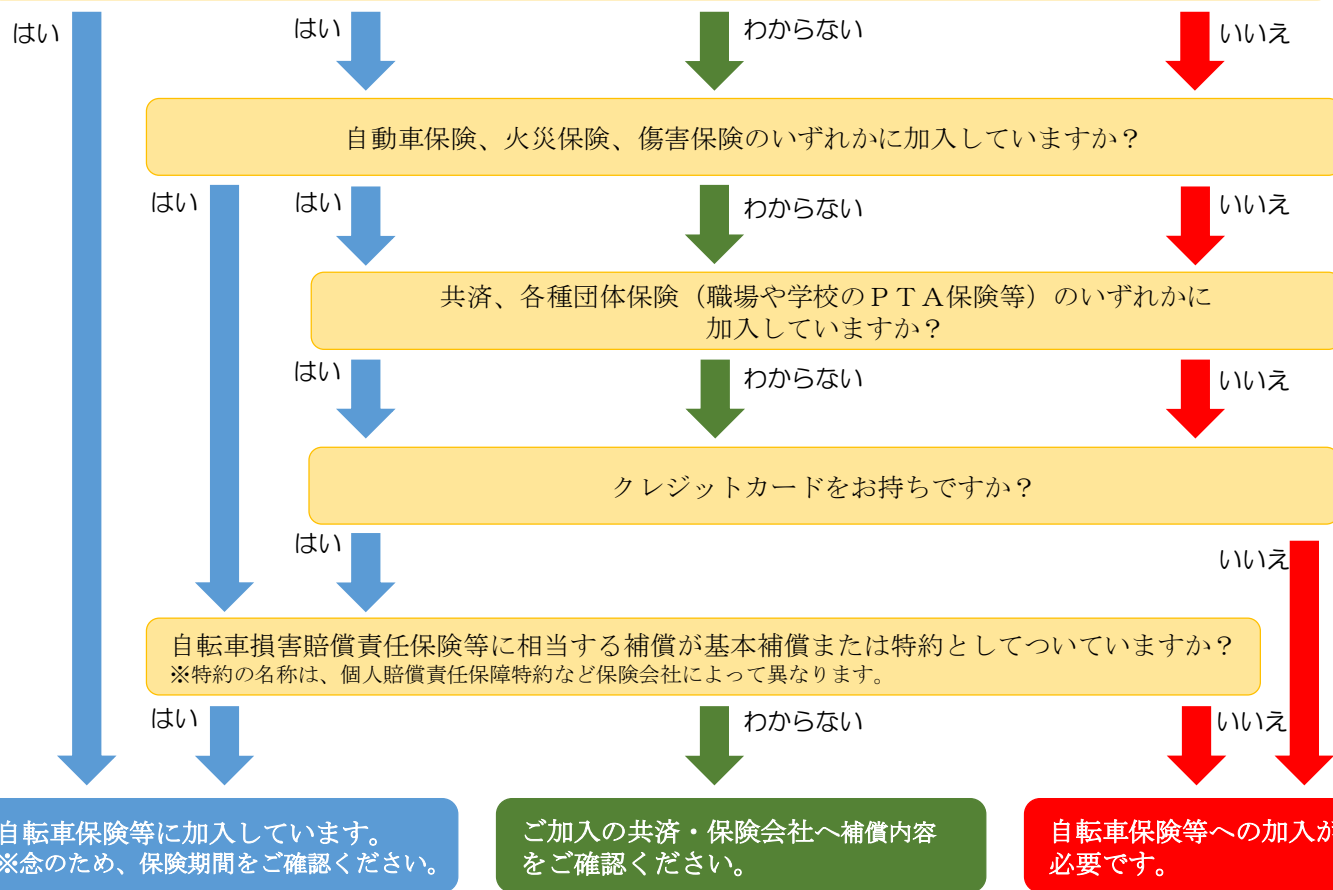 はい
はい
わからない
いいえ
自動車保険、火災保険、傷害保険のいずれかに加入していますか？
はい
はい
わからない
いいえ
共済、各種団体保険（職場や学校のＰＴＡ保険等）のいずれかに
加入していますか？
はい
わからない
いいえ
クレジットカードをお持ちですか？
はい
いいえ
自転車損害賠償責任保険等に相当する補償が基本補償または特約としてついていますか？
※特約の名称は、個人賠償責任保障特約など保険会社によって異なります。
はい
わからない
いいえ
自転車保険等に加入しています。
※念のため、保険期間をご確認ください。
ご加入の共済・保険会社へ補償内容
をご確認ください。
自転車保険等への加入が
必要です。